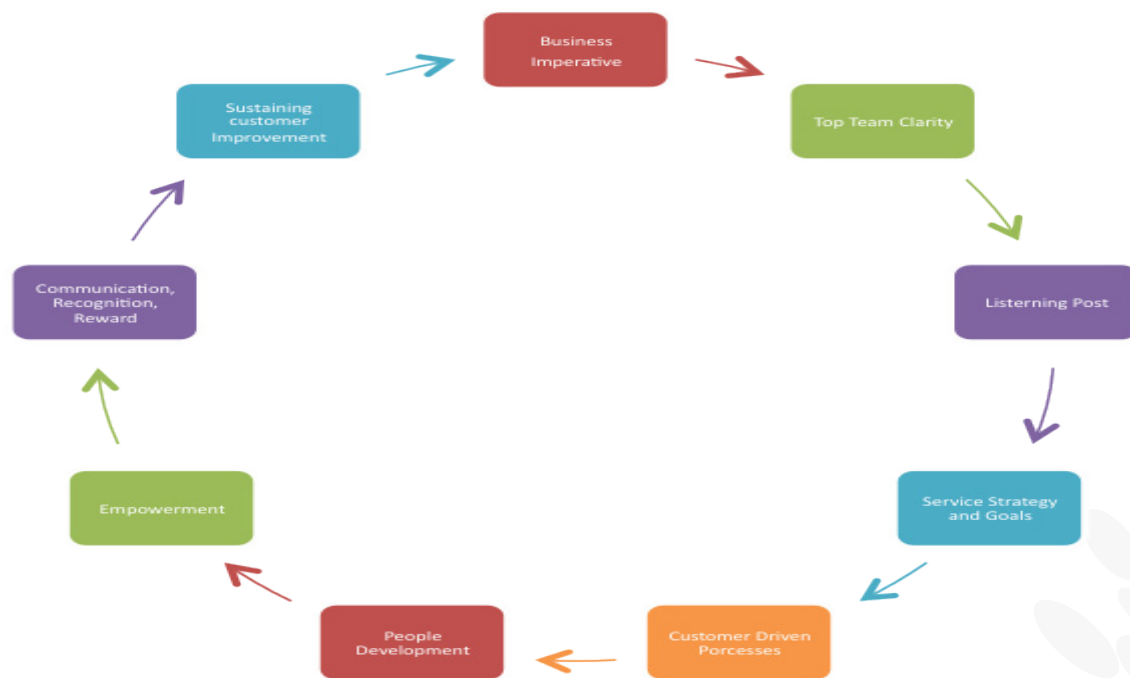 Business
Imperative
Top Team Clarity
Listerning Post
Service Strategy
and Goals
Customer Driven
Porcesses
People
Development
Empowerment
Communication,
Recognition,
Reward
Sustaining
customer
Improvement